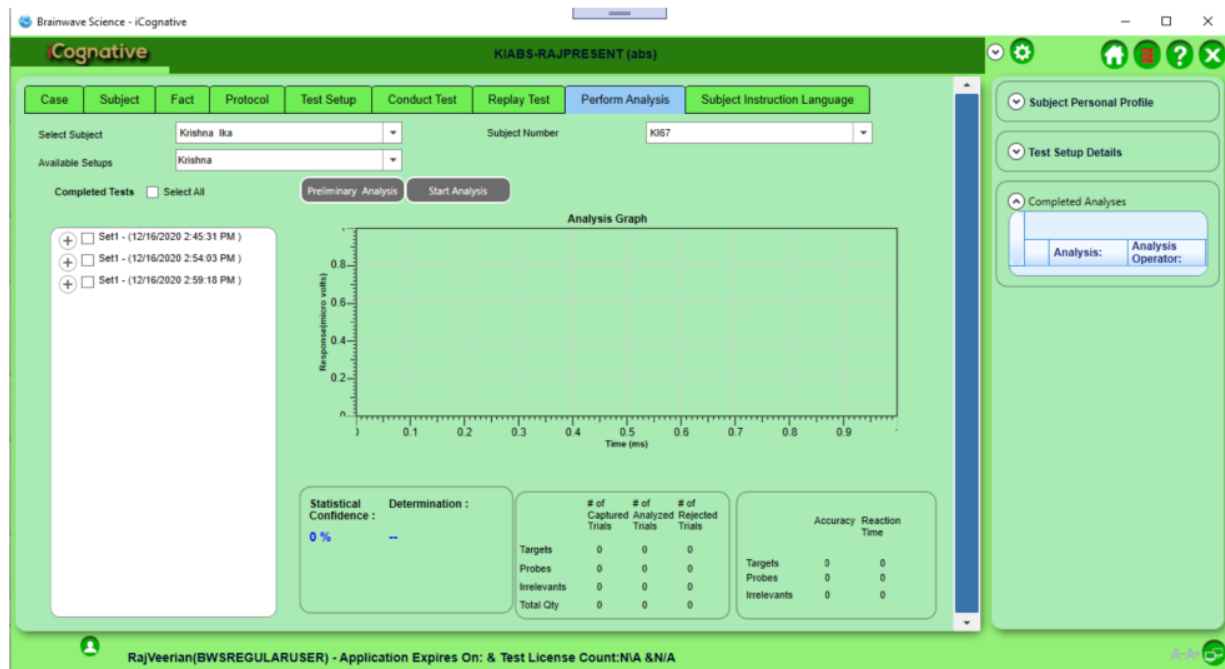 Brainwave Science - iCognative
iCognative
KIABS-RAJPRESENT (abs)
Case Subject Fact Protocol Test Setup Conduct Test Replay Test Perform Analysis Subject Instruction Language
Select Subject Krishna Ika Subject Number KI67
Available Setups Krishna
Completed Tests Select All Preliminary Analysis Start Analysis
Set1 - (12/16/2020 2:45:31 PM )
Set1 - (12/16/2020 2:54:03 PM )
Set1 - (12/16/2020 2:59:18 PM )
Analysis Graph
Response(micro volts)
0.8
0.6
0.4
0.2
0.1 0.2 0.3 0.4 0.5 0.6 0.7 0.8 0.9
Time (ms)
Statistical Determination :
Confidence :
0 % --
# of # of # of
Captured Analyzed Rejected
Trials Trials Trials
Targets 0 0 0
Probes 0 0 0
Irrelevants 0 0 0
Total Qty 0 0 0
Accuracy Reaction
Time
Targets 0 0
Probes 0 0
Irrelevants 0 0
Subject Personal Profile
Test Setup Details
Completed Analyses
Analysis: Analysis
Operator:
RajVeerian(BWSREGULARUSER) - Application Expires On: & Test License Count:N\A &N/A
A-A+